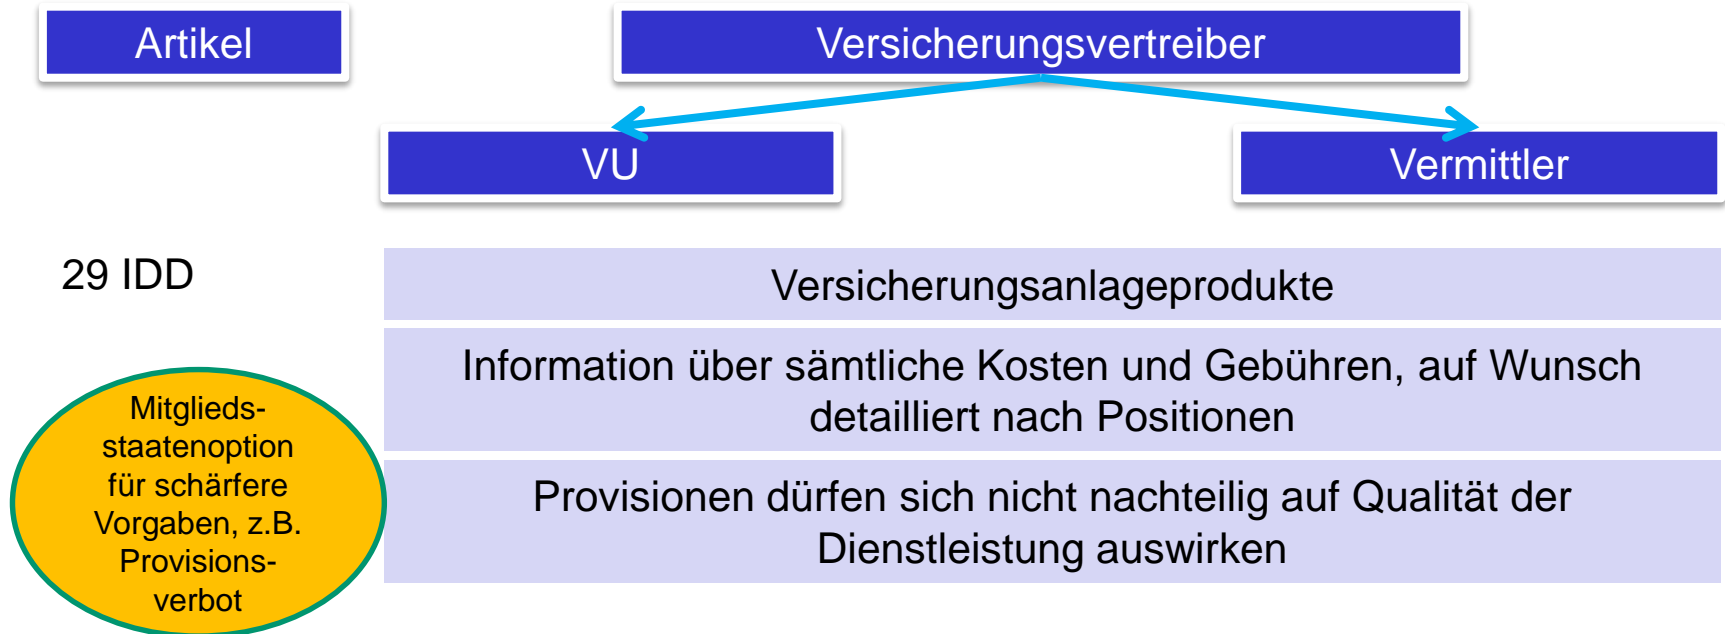 Artikel
Versicherungsvertreiber
VU
Vermittler
29 IDD
Versicherungsanlageprodukte
Information über sämtliche Kosten und Gebühren, auf Wunsch
detailliert nach Positionen
Mitglieds-
staatenoption
für schärfere
Vorgaben, z.B.
Provisions-
verbot
Provisionen dürfen sich nicht nachteilig auf Qualität der
Dienstleistung auswirken